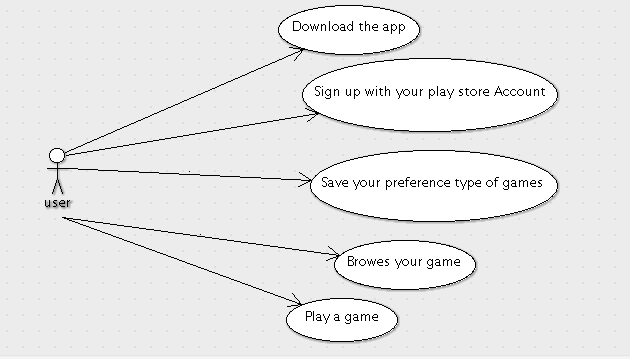 Download the app
Sign up with your play store Account
Save your preference type of games
user
Browes your game
Play a game